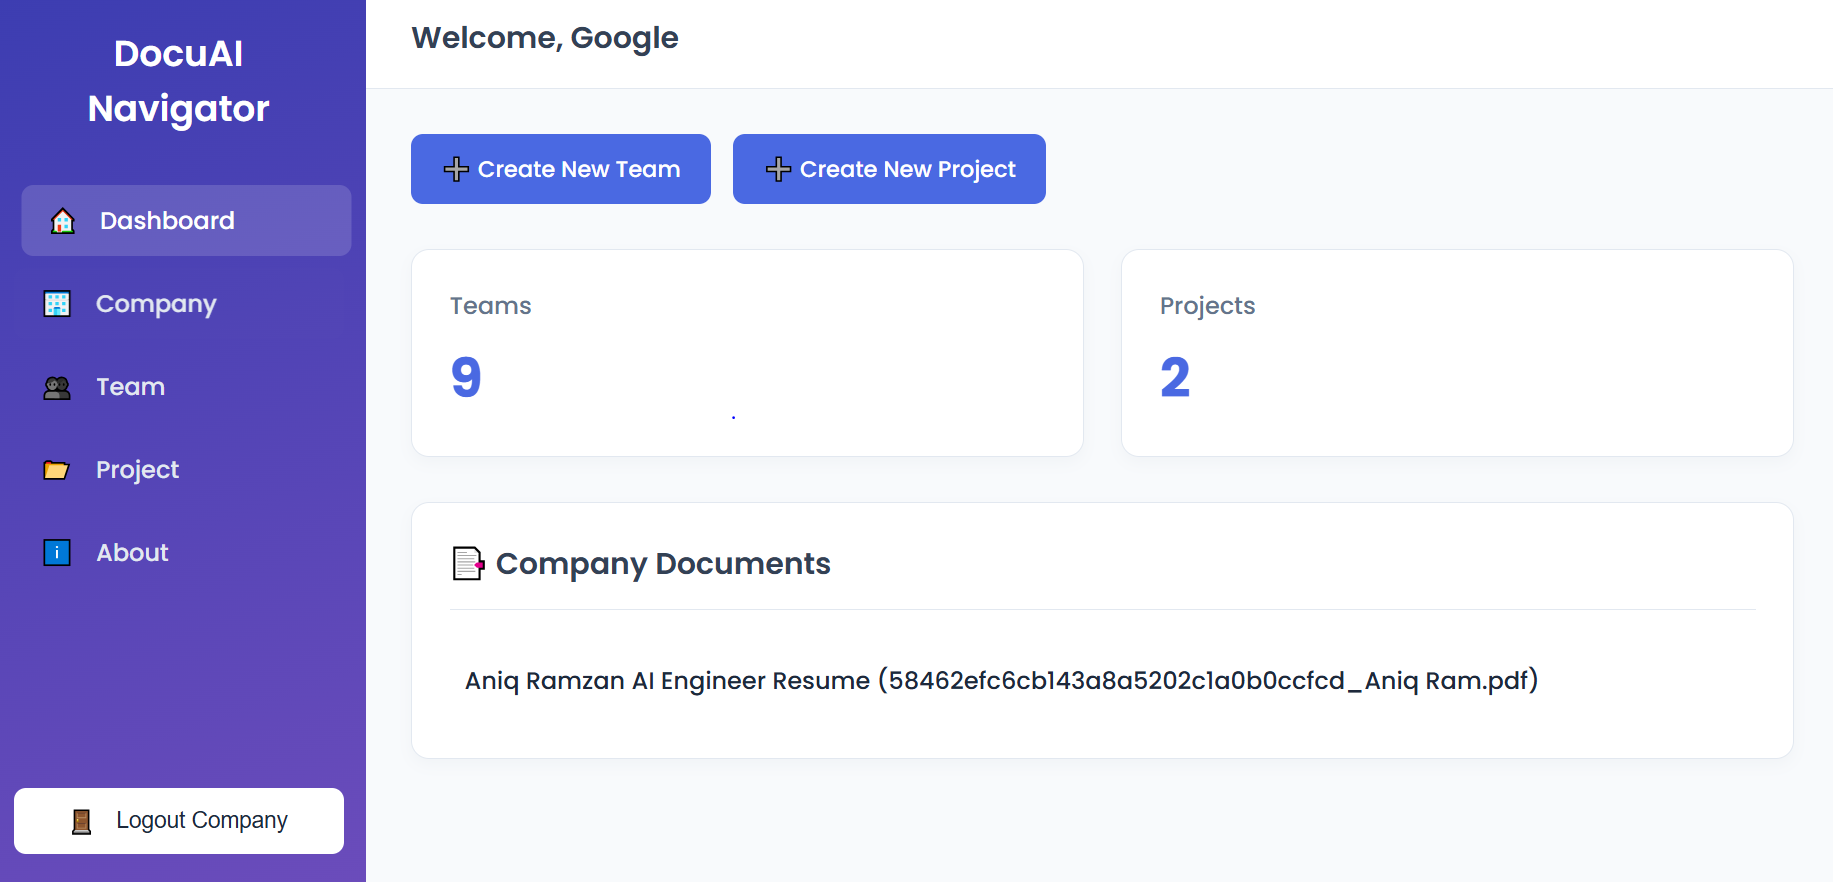 DocuAI
Navigator
Dashboard
Company
Team
Project
About
Logout Company
Welcome, Google
Create New Team
Create New Project
Teams
9
Projects
2
Company Documents
Aniq Ramzan AI Engineer Resume (58462efc6cb143a8a5202c1a0b0ccfcd_Aniq Ram.pdf)